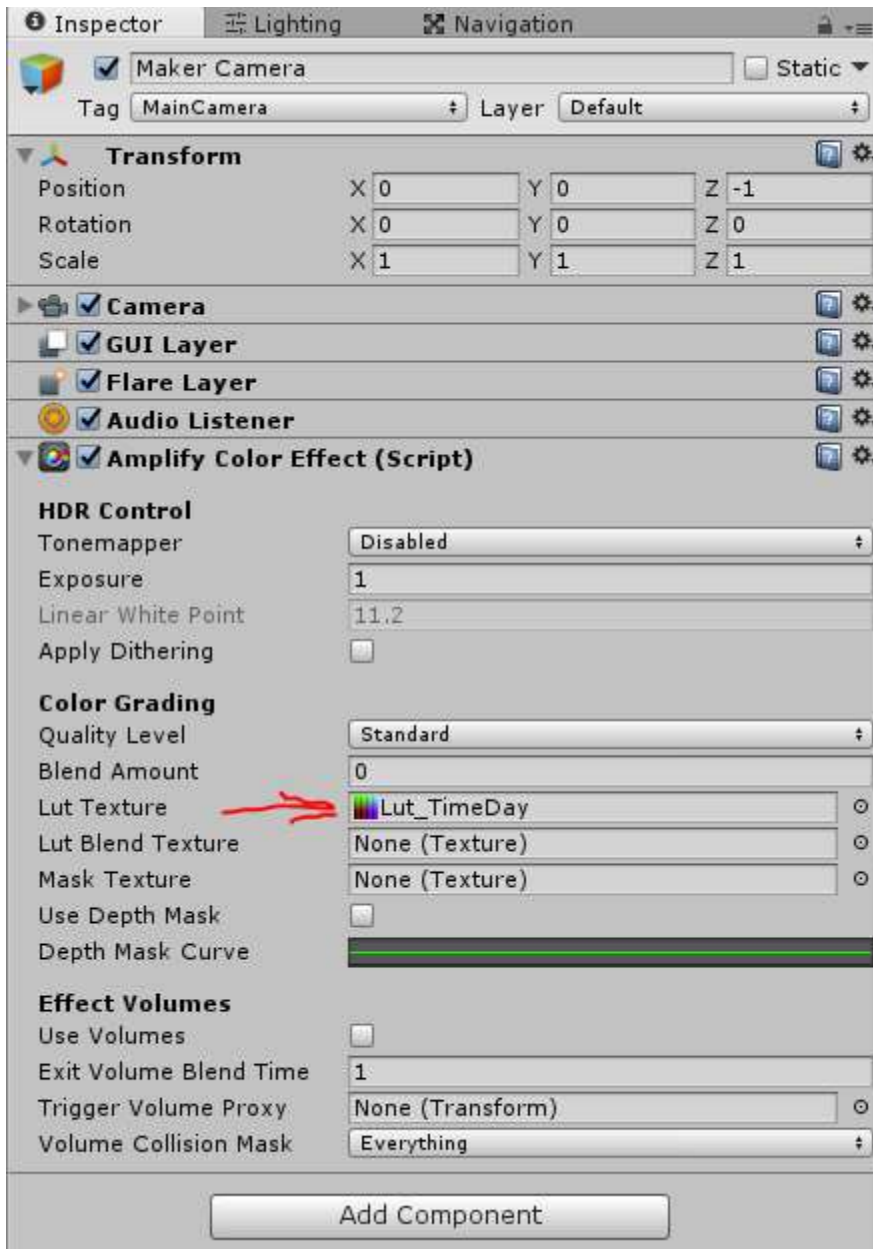 Inspector Lighting Navigation
Maker Camera Static
Tag MainCamera Layer Default
Transform
Position X 0 Y 0 Z -1
Rotation X 0 Y 0 Z 0
Scale X 1 Y 1 Z 1
Camera
GUI Layer
Flare Layer
Audio Listener
Amplify Color Effect (Script)
HDR Control
Tonemapper Disabled
Exposure 1
Linear White Point 11.2
Apply Dithering
Color Grading
Quality Level Standard
Blend Amount 0
Lut Texture Lut_TimeDay
Lut Blend Texture None (Texture)
Mask Texture None (Texture)
Use Depth Mask
Depth Mask Curve
Effect Volumes
Use Volumes
Exit Volume Blend Time 1
Trigger Volume Proxy None (Transform)
Volume Collision Mask Everything
Add Component